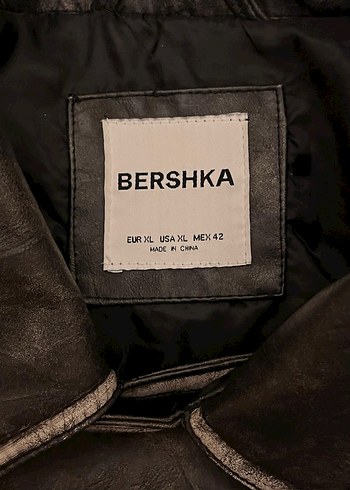 BERSHKA
EUR XL USA XL MEX 42
MADE IN CHINA